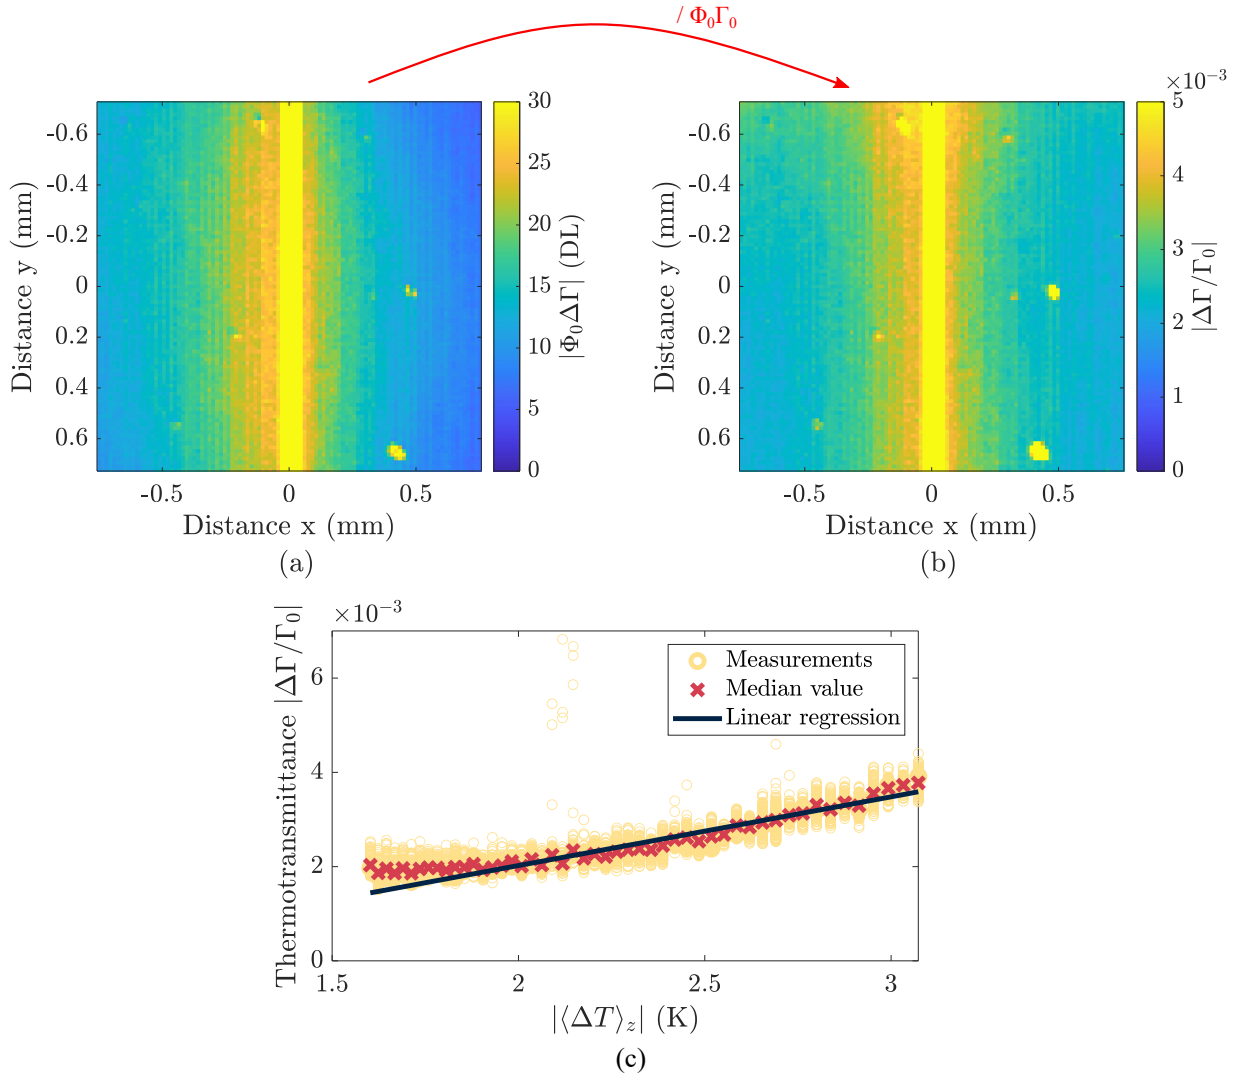 / Φ₀Γ₀
-0.6
-0.4
-0.2
0
0.2
0.4
0.6
Distance y (mm)
-0.5
0
0.5
Distance x (mm)
(a)
30
25
20
15
10
5
0
|Φ₀ΔΓ| (DL)
-0.6
-0.4
-0.2
0
0.2
0.4
0.6
Distance y (mm)
-0.5
0
0.5
Distance x (mm)
(b)
×10⁻³
5
4
3
2
1
0
|ΔΓ/Γ₀|
×10⁻³
Thermotransmittance |ΔΓ/Γ₀|
6
4
2
0
1.5
2
2.5
3
Measurements
Median value
Linear regression
|⟨ΔT⟩_z| (K)
(c)